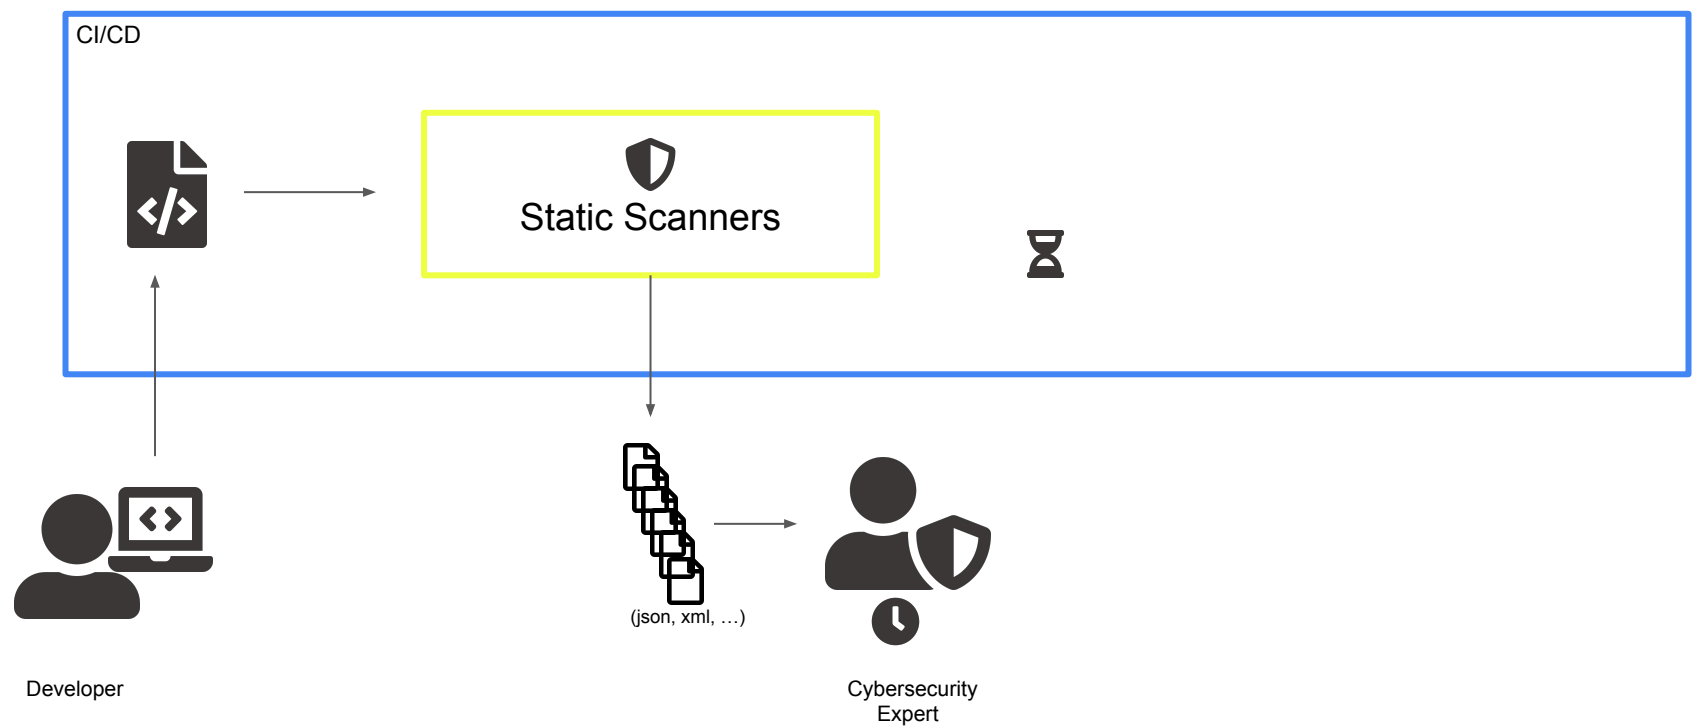 CI/CD
Static Scanners
(json, xml, …)
Developer
Cybersecurity
Expert